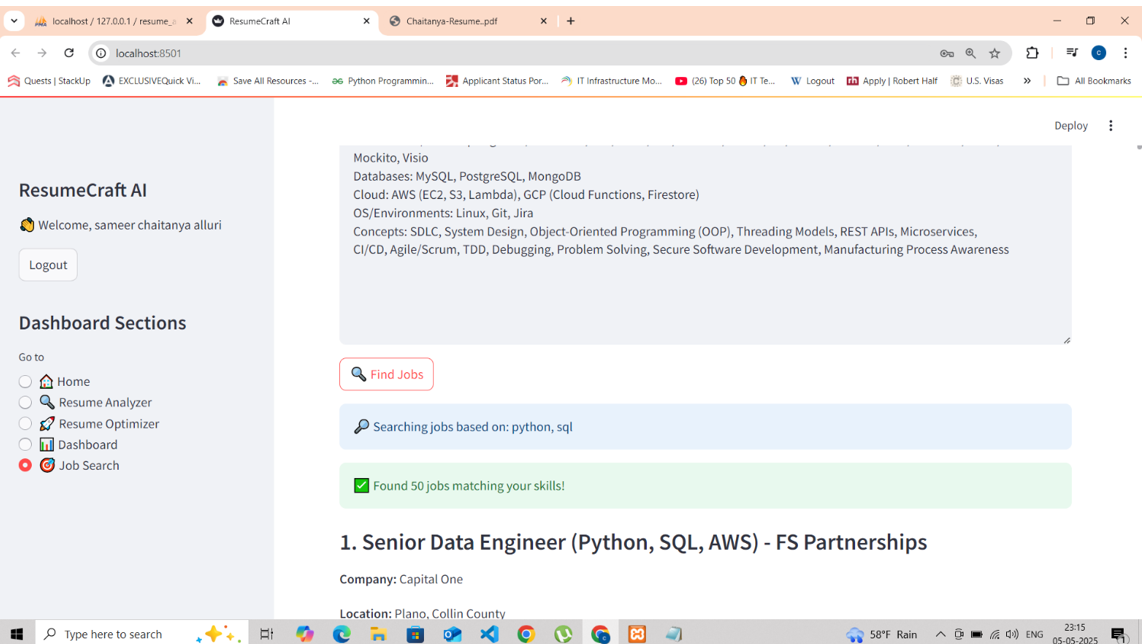 localhost / 127.0.0.1 / resume_a
ResumeCraft AI
Chaitanya-Resume..pdf
localhost:8501
Quests | StackUp
EXCLUSIVEQuick Vi...
Save All Resources -...
Python Programmin...
Applicant Status Por...
IT Infrastructure Mo...
(26) Top 50 🔥 IT Te...
Logout
Apply | Robert Half
U.S. Visas
»
All Bookmarks
Deploy
ResumeCraft AI
👋 Welcome, sameer chaitanya alluri
Logout
Dashboard Sections
Go to
🏠 Home
🔍 Resume Analyzer
🚀 Resume Optimizer
📊 Dashboard
🎯 Job Search
Mockito, Visio
Databases: MySQL, PostgreSQL, MongoDB
Cloud: AWS (EC2, S3, Lambda), GCP (Cloud Functions, Firestore)
OS/Environments: Linux, Git, Jira
Concepts: SDLC, System Design, Object-Oriented Programming (OOP), Threading Models, REST APIs, Microservices,
CI/CD, Agile/Scrum, TDD, Debugging, Problem Solving, Secure Software Development, Manufacturing Process Awareness
🔍 Find Jobs
🔎 Searching jobs based on: python, sql
✅ Found 50 jobs matching your skills!
1. Senior Data Engineer (Python, SQL, AWS) - FS Partnerships
Company: Capital One
Location: Plano, Collin County
Type here to search
58°F Rain
ENG
23:15
05-05-2025